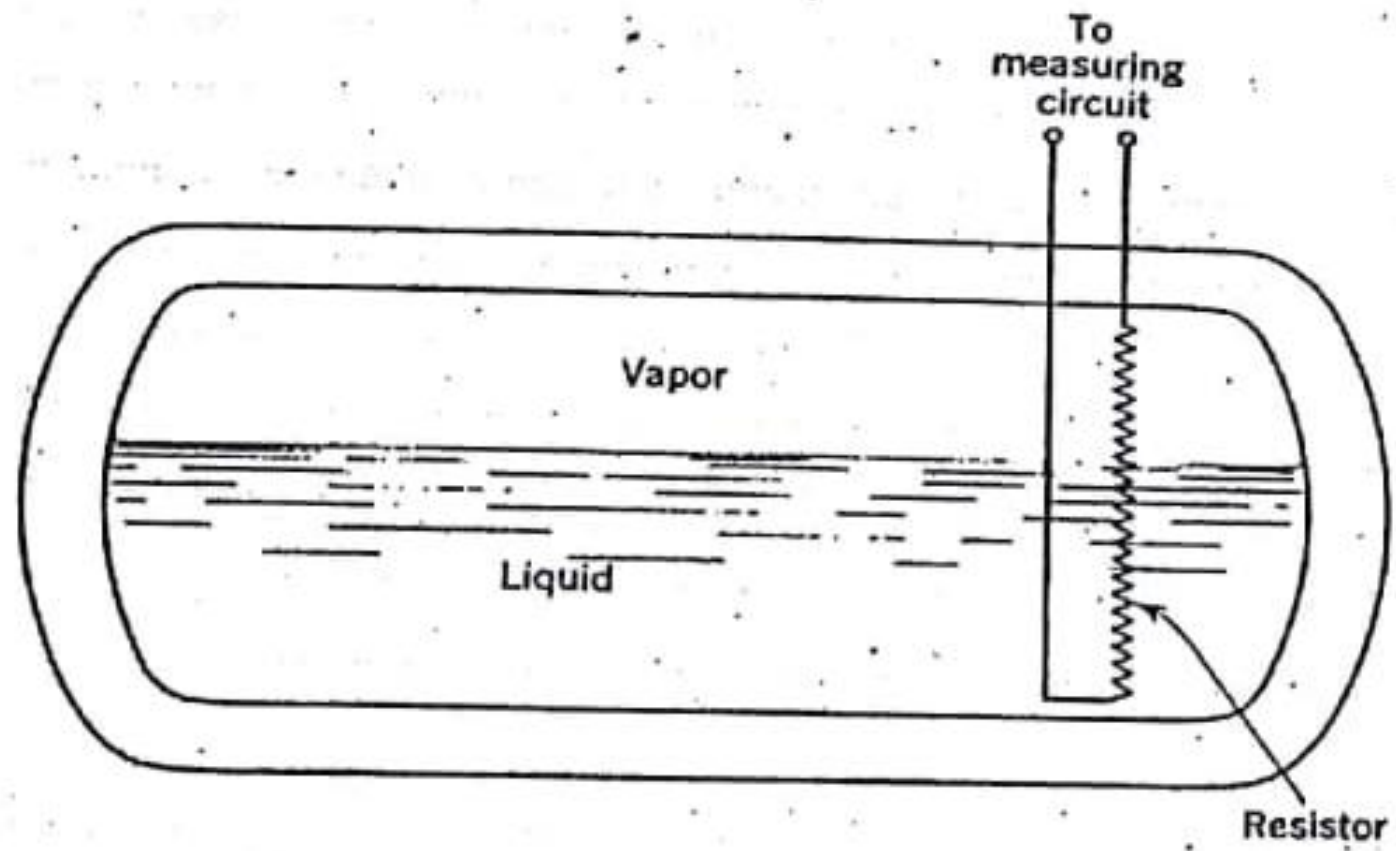 To
measuring
circuit
Vapor
Liquid
Resistor